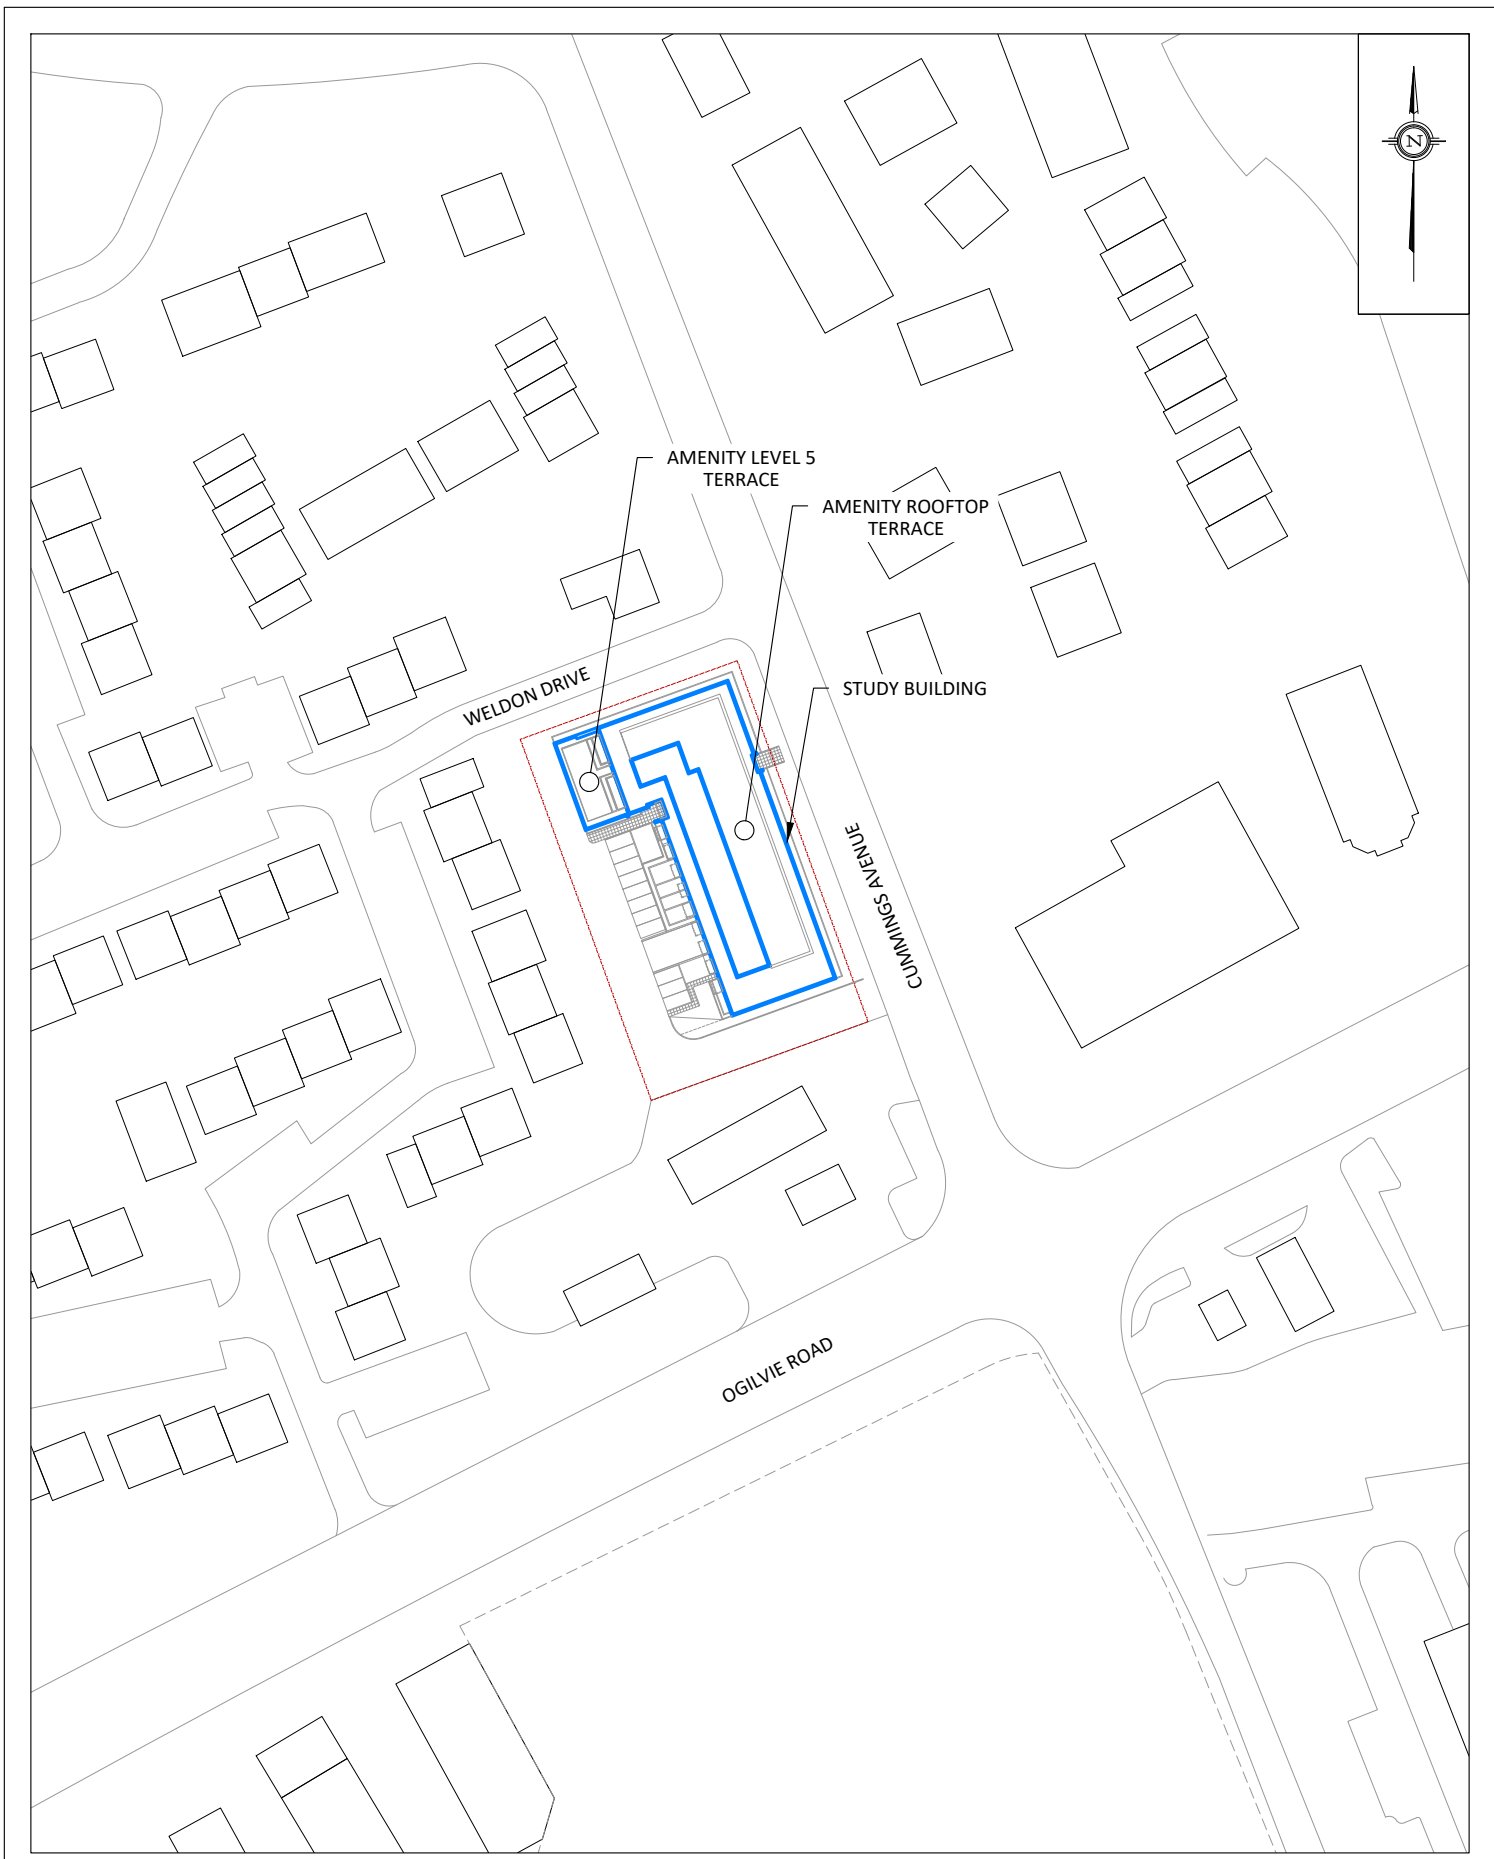 N
AMENITY LEVEL 5
TERRACE
AMENITY ROOFTOP
TERRACE
WELDON DRIVE
STUDY BUILDING
CUMMINGS AVENUE
OGILVIE ROAD